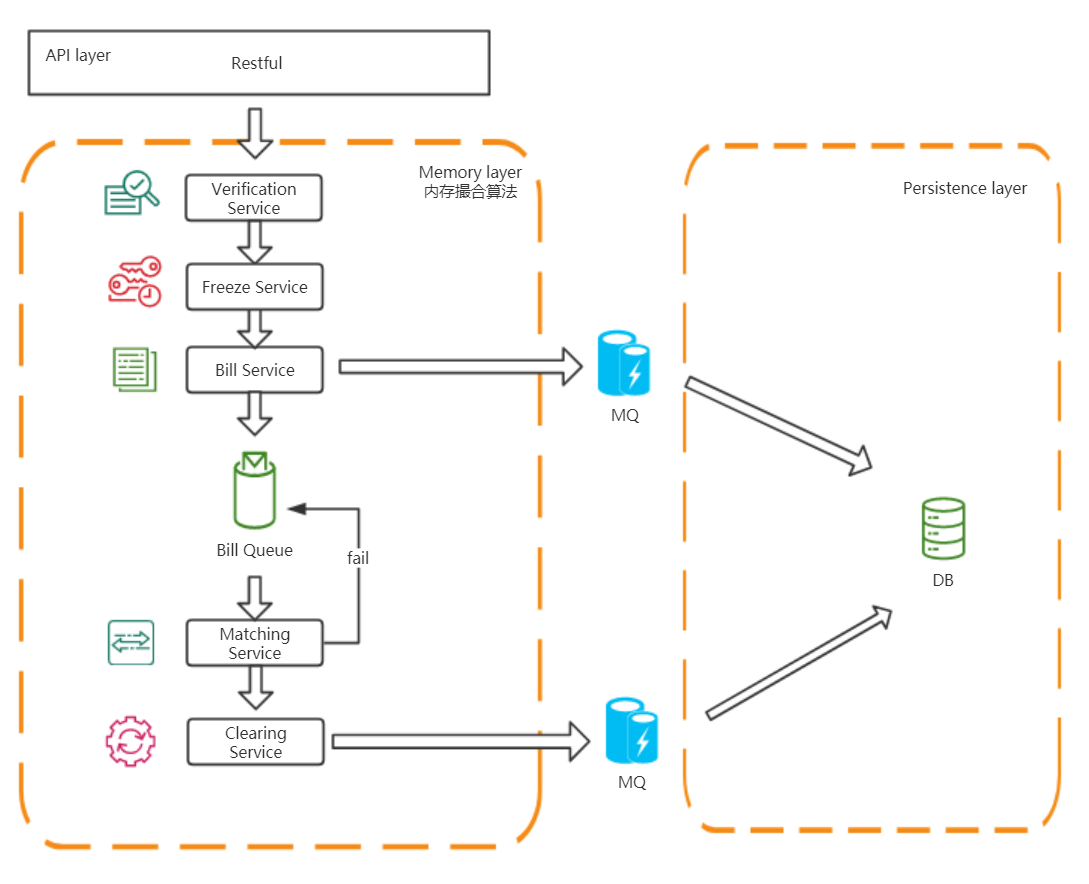 API layer
Restful
Memory layer
内存撮合算法
Persistence layer
Verification
Service
Freeze Service
Bill Service
MQ
Bill Queue
fail
DB
Matching
Service
Clearing
Service
MQ